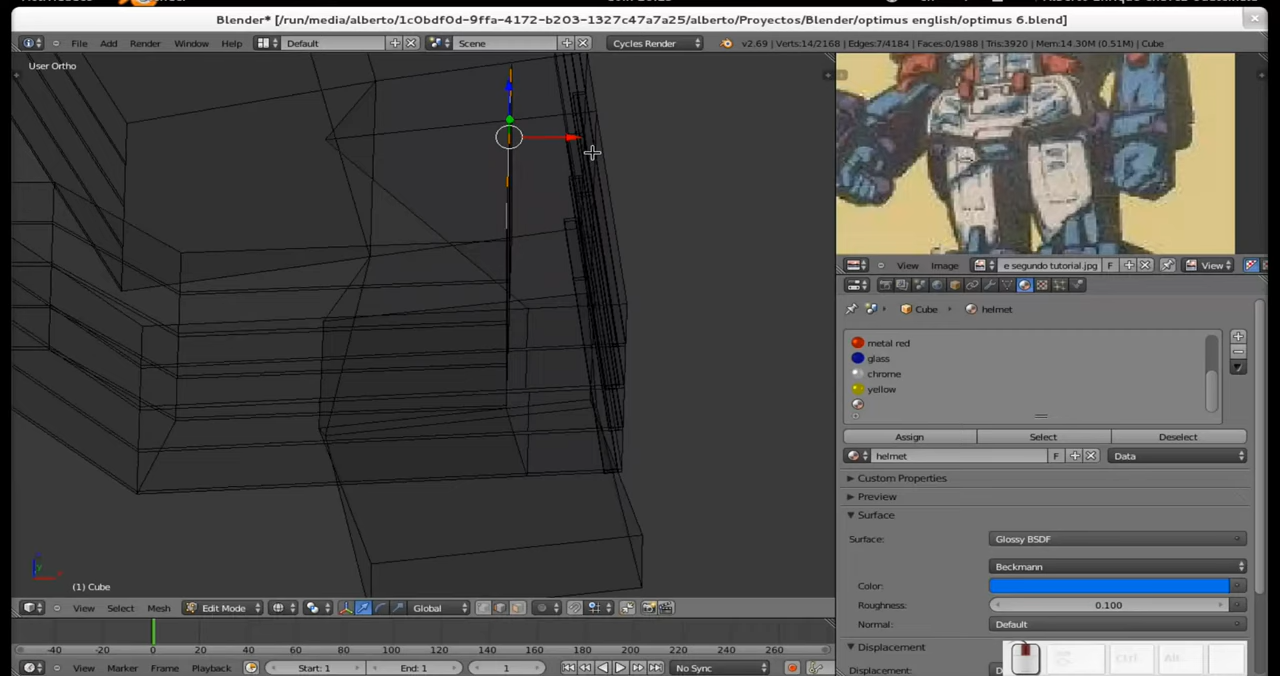 Blender* [/run/media/alberto/1c0bdf0d-9ffa-4172-b203-1327c47a7a25/alberto/Proyectos/Blender/optimus english/optimus 6.blend]
File Add Render Window Help Default Scene Cycles Render v2.69 | Verts:14/2168 | Edges:7/4184 | Faces:0/1988 | Tris:3920 | Mem:14.30M (0.51M) | Cube
User Ortho
View Image e segundo tutorial.jpg F View
Cube helmet
metal red
glass
chrome
yellow
Assign Select Deselect
helmet F Data
Custom Properties
Preview
Surface
Surface: Glossy BSDF
Beckmann
Color:
Roughness: 0.100
Normal: Default
Displacement
Displacement:
(1) Cube
View Select Mesh Edit Mode Global
-40 -20 0 20 40 60 80 100 120 140 160 180 200 220 240 260
View Marker Frame Playback Start: 1 End: 1 1 No Sync
Ctrl Alt